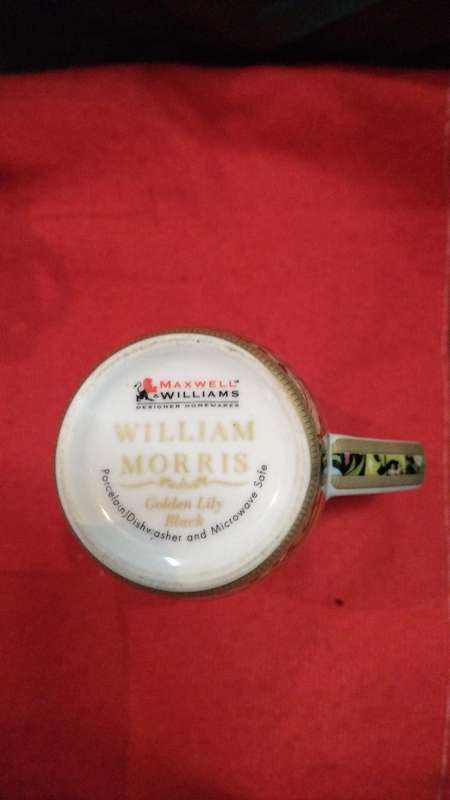 MAXWELL
& WILLIAMS
DESIGNER HOMEWARES
WILLIAM
MORRIS
Golden Lily
Black
Porcelain/Dishwasher and Microwave Safe